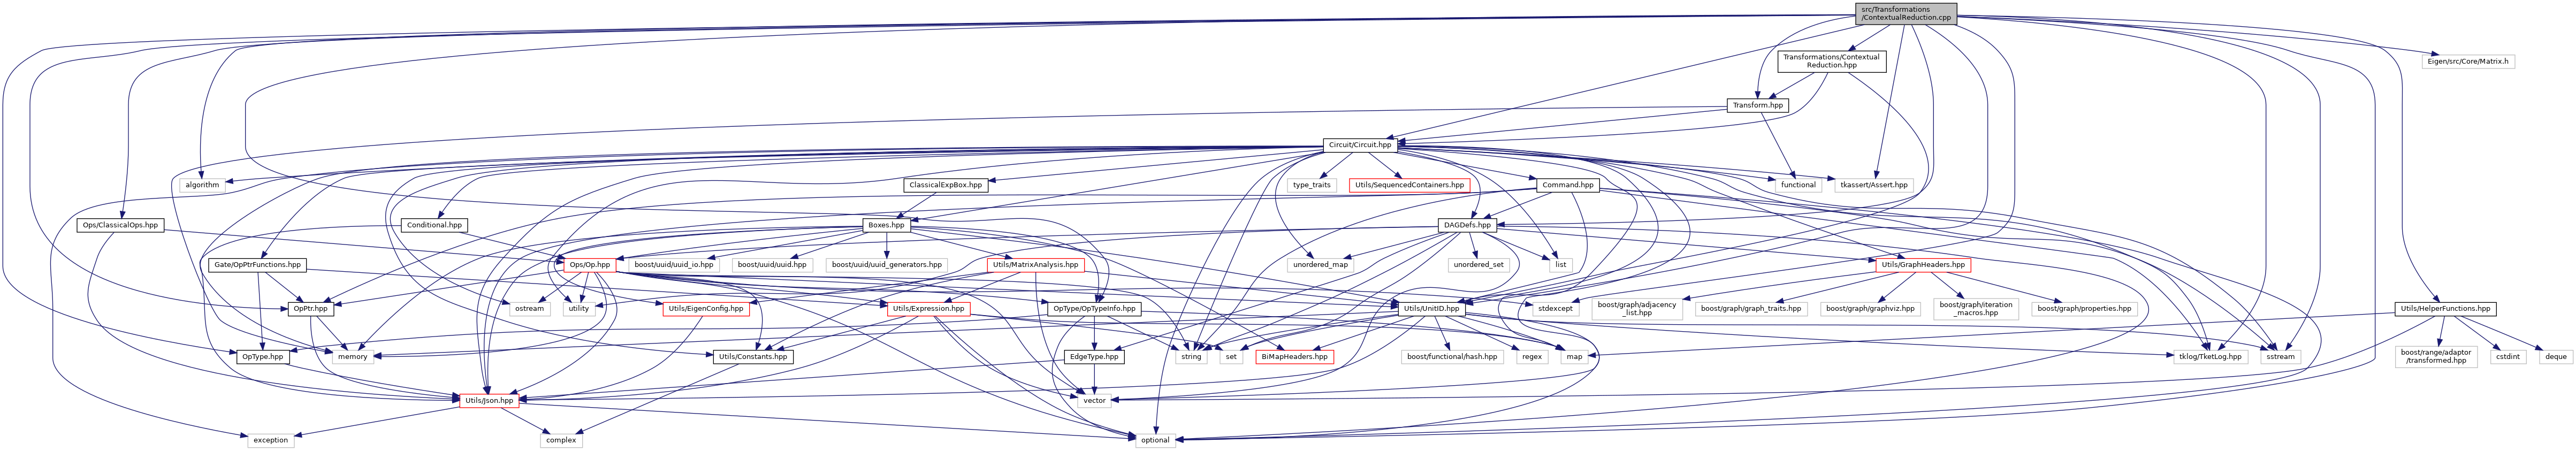 src/Transformations
/ContextualReduction.cpp
Transformations/Contextual
Reduction.hpp
Eigen/src/Core/Matrix.h
Transform.hpp
Circuit/Circuit.hpp
algorithm
ClassicalExpBox.hpp
type_traits
Utils/SequencedContainers.hpp
Command.hpp
functional
tkassert/Assert.hpp
Ops/ClassicalOps.hpp
Conditional.hpp
Boxes.hpp
DAGDefs.hpp
Gate/OpPtrFunctions.hpp
Ops/Op.hpp
boost/uuid/uuid_io.hpp
boost/uuid/uuid.hpp
boost/uuid/uuid_generators.hpp
Utils/MatrixAnalysis.hpp
unordered_map
unordered_set
list
Utils/GraphHeaders.hpp
OpPtr.hpp
ostream
utility
Utils/EigenConfig.hpp
Utils/Expression.hpp
OpType/OpTypeInfo.hpp
Utils/UnitID.hpp
stdexcept
boost/graph/adjacency
_list.hpp
boost/graph/graph_traits.hpp
boost/graph/graphviz.hpp
boost/graph/iteration
_macros.hpp
boost/graph/properties.hpp
Utils/HelperFunctions.hpp
OpType.hpp
memory
Utils/Constants.hpp
EdgeType.hpp
string
set
BiMapHeaders.hpp
boost/functional/hash.hpp
regex
map
tklog/TketLog.hpp
sstream
boost/range/adaptor
/transformed.hpp
cstdint
deque
Utils/Json.hpp
vector
exception
complex
optional